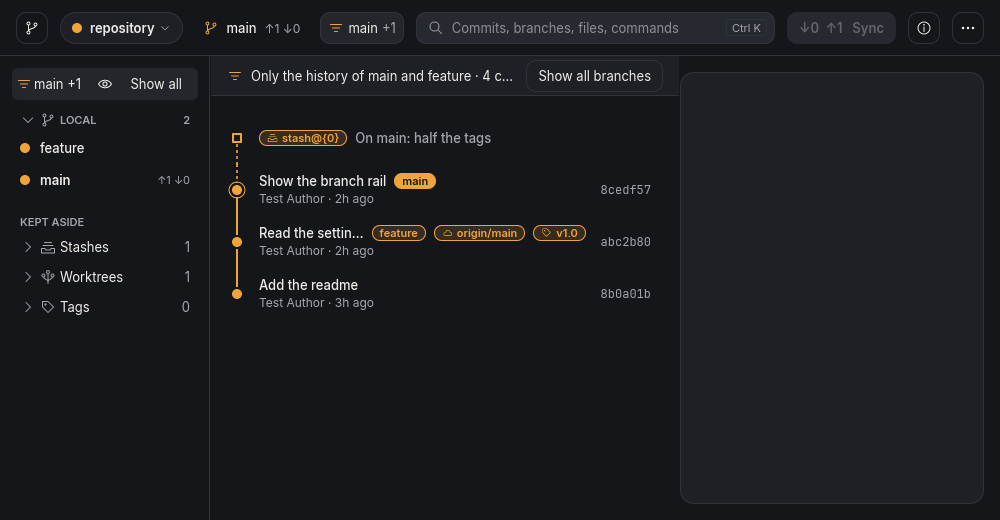 repository main ↑1 ↓0 main +1 Commits, branches, files, commands Ctrl K ↓0 ↑1 Sync
main +1 Show all
Only the history of main and feature · 4 c... Show all branches
LOCAL 2
feature
main ↑1 ↓0
KEPT ASIDE
Stashes 1
Worktrees 1
Tags 0
stash@{0} On main: half the tags
Show the branch rail main
Test Author · 2h ago
8cedf57
Read the settin... feature origin/main v1.0
Test Author · 2h ago
abc2b80
Add the readme
Test Author · 3h ago
8b0a01b